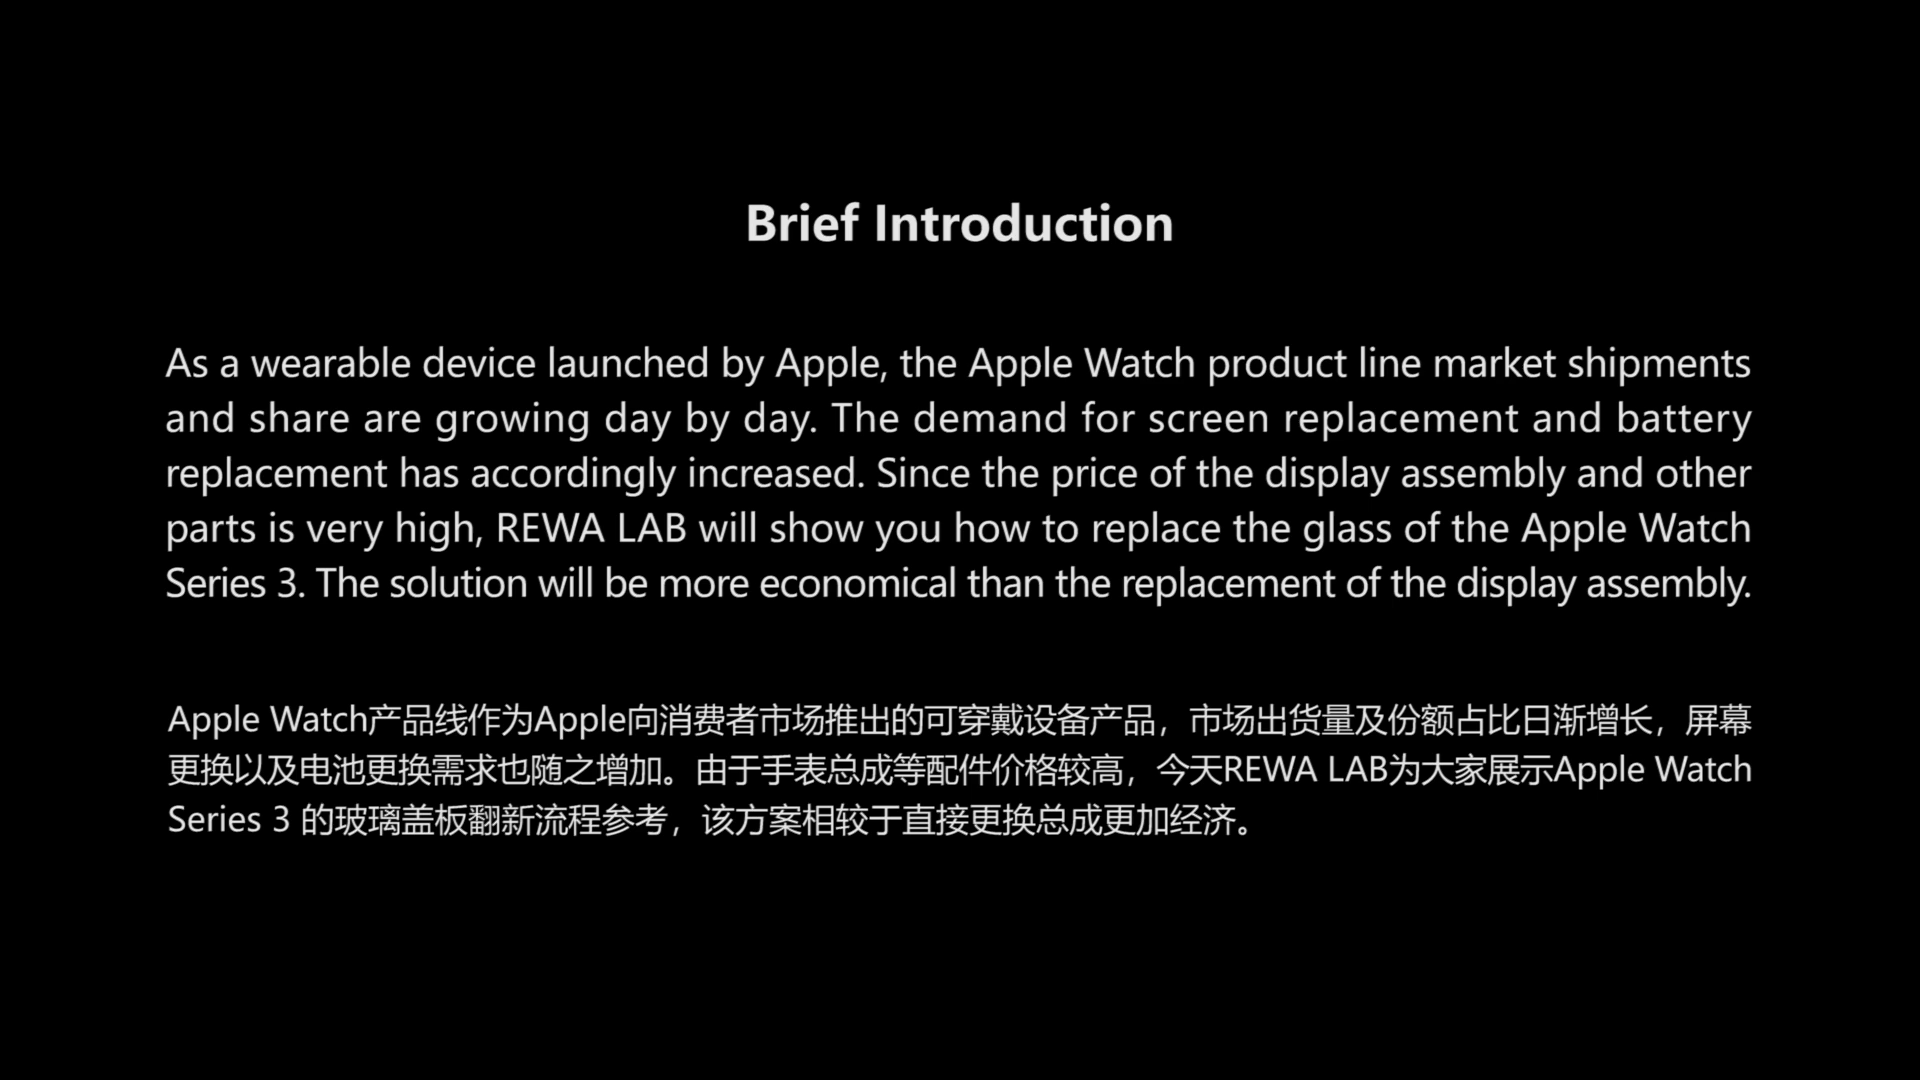 Brief Introduction
As a wearable device launched by Apple, the Apple Watch product line market shipments
and share are growing day by day. The demand for screen replacement and battery
replacement has accordingly increased. Since the price of the display assembly and other
parts is very high, REWA LAB will show you how to replace the glass of the Apple Watch
Series 3. The solution will be more economical than the replacement of the display assembly.
Apple Watch产品线作为Apple向消费者市场推出的可穿戴设备产品，市场出货量及份额占比日渐增长，屏幕
更换以及电池更换需求也随之增加。由于手表总成等配件价格较高，今天REWA LAB为大家展示Apple Watch
Series 3 的玻璃盖板翻新流程参考，该方案相较于直接更换总成更加经济。